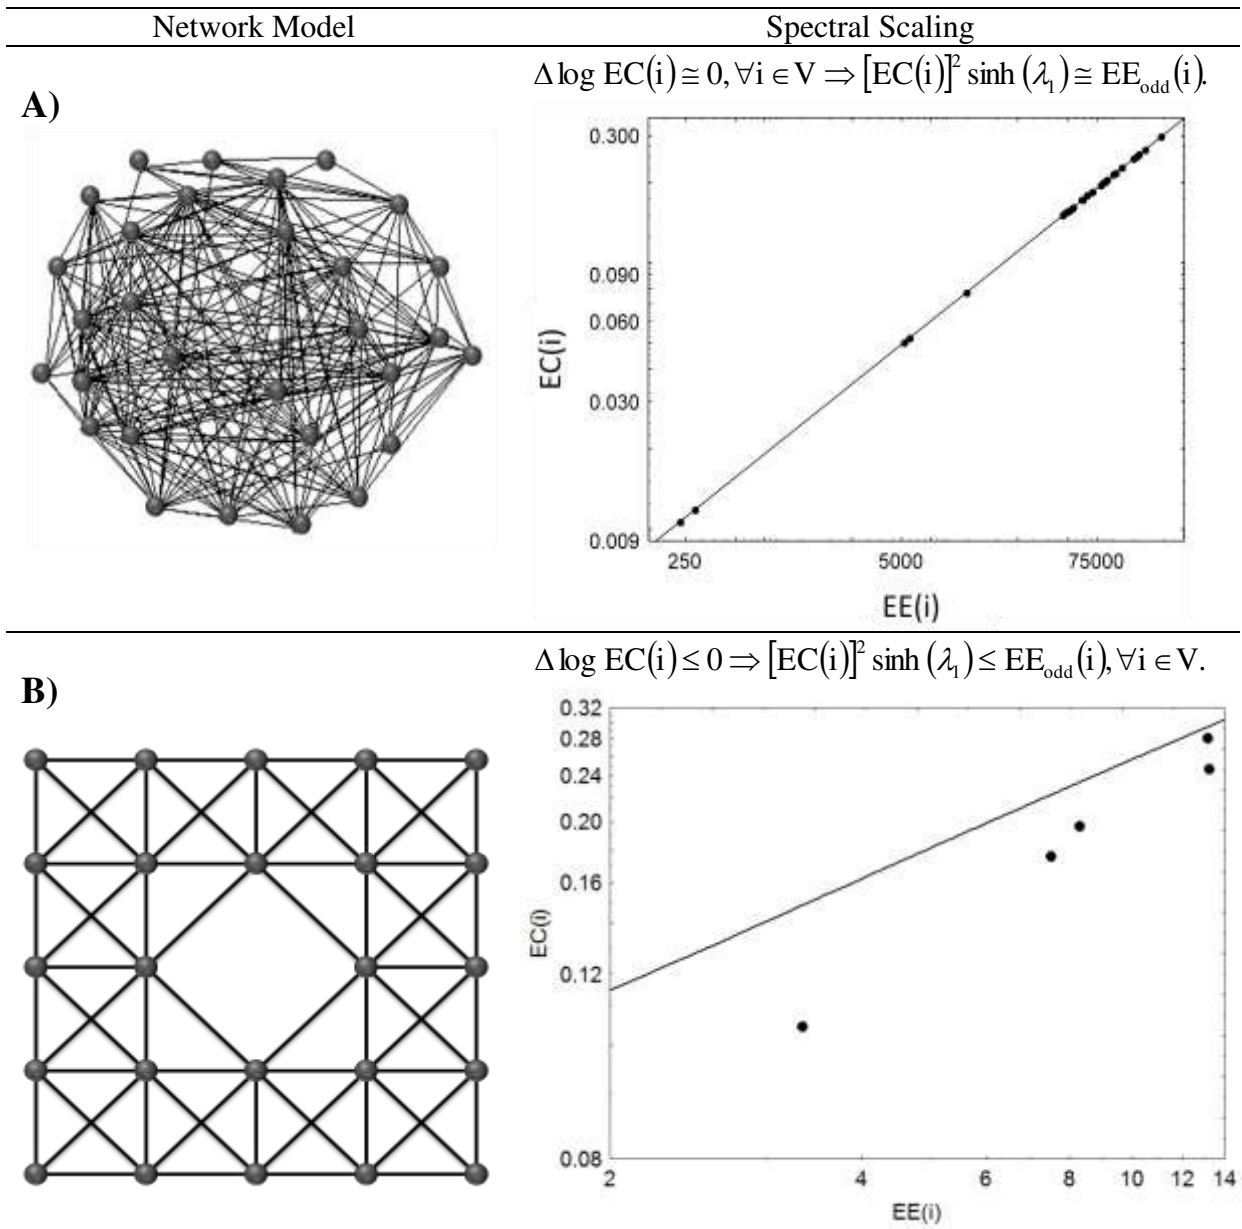 Network Model Spectral Scaling
A)
Δ log EC(i) ≅ 0, ∀i ∈ V ⇒ [EC(i)]² sinh (λ₁) ≅ EE_odd(i).
0.300
0.090
0.060
0.030
0.009
EC(i)
250 5000 75000
EE(i)
B)
Δ log EC(i) ≤ 0 ⇒ [EC(i)]² sinh (λ₁) ≤ EE_odd(i), ∀i ∈ V.
0.32
0.28
0.24
0.20
0.16
0.12
0.08
EC(i)
2 4 6 8 10 12 14
EE(i)